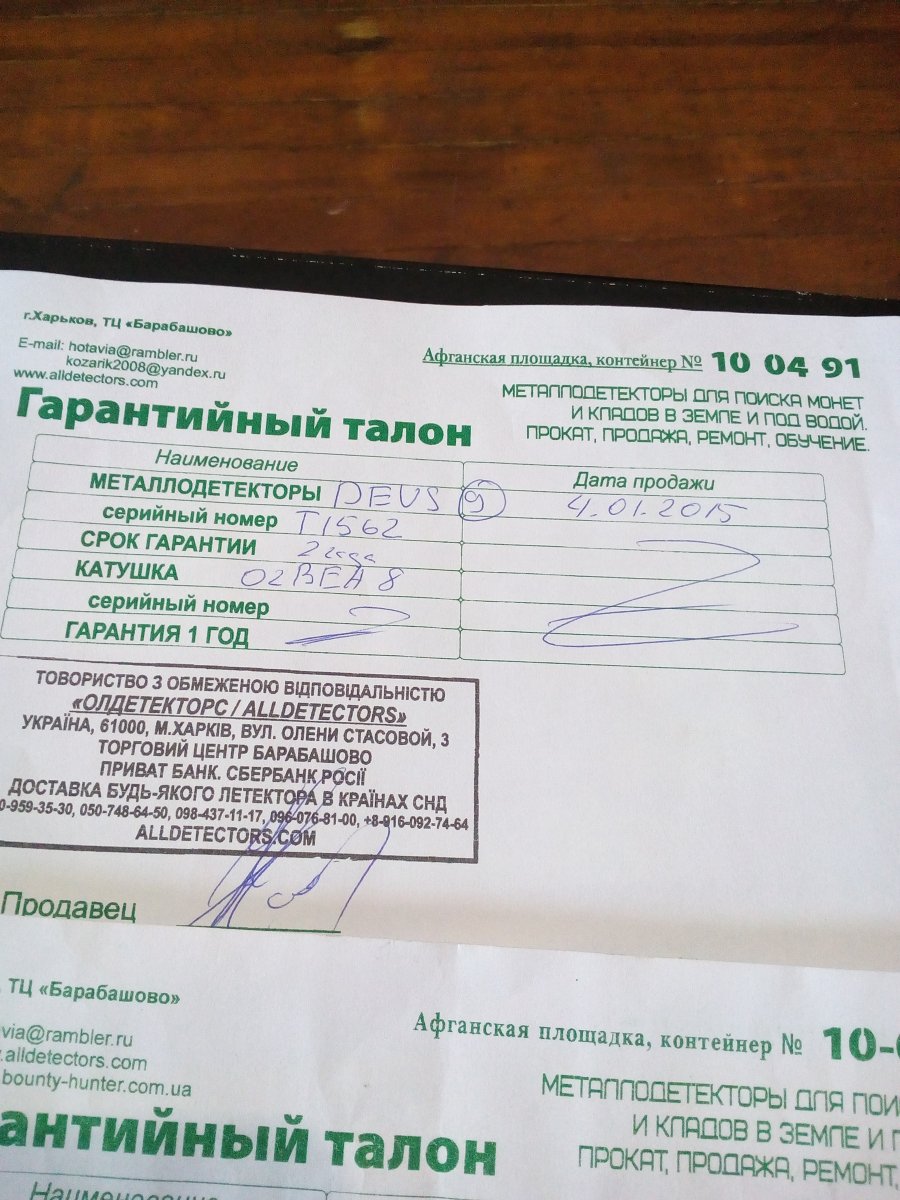 г.Харьков, ТЦ «Барабашово»
E-mail: hotavia@rambler.ru
kozarik2008@yandex.ru
www.alldetectors.com
Афганская площадка, контейнер № 10 04 91
МЕТАЛЛОДЕТЕКТОРЫ ДЛЯ ПОИСКА МОНЕТ
И КЛАДОВ В ЗЕМЛЕ И ПОД ВОДОЙ.
ПРОКАТ, ПРОДАЖА, РЕМОНТ, ОБУЧЕНИЕ.
Гарантийный талон
Наименование Дата продажи
МЕТАЛЛОДЕТЕКТОРЫ DEUS 9 4.01.2015
серийный номер T1562
СРОК ГАРАНТИИ 2 года
КАТУШКА 02BEA8
серийный номер
ГАРАНТИЯ 1 ГОД
ТОВОРИСТВО З ОБМЕЖЕНОЮ ВІДПОВІДАЛЬНІСТЮ
«ОЛДЕТЕКТОРС / ALLDETECTORS»
УКРАЇНА, 61000, М.ХАРКІВ, ВУЛ. ОЛЕНИ СТАСОВОЙ, 3
ТОРГОВИЙ ЦЕНТР БАРАБАШОВО
ПРИВАТ БАНК. СБЕРБАНК РОСІЇ
ДОСТАВКА БУДЬ-ЯКОГО ЛЕТЕКТОРА В КРАЇНАХ СНД
0-959-35-30, 050-748-64-50, 098-437-11-17, 096-076-81-00, +8-916-092-74-64
ALLDETECTORS.COM
Продавец
, ТЦ «Барабашово»
via@rambler.ru
.alldetectors.com
bounty-hunter.com.ua
Афганская площадка, контейнер № 10-
МЕТАЛЛОДЕТЕКТОРЫ ДЛЯ ПОИ
И КЛАДОВ В ЗЕМЛЕ И П
ПРОКАТ, ПРОДАЖА, РЕМОНТ,
антийный талон
Наименование